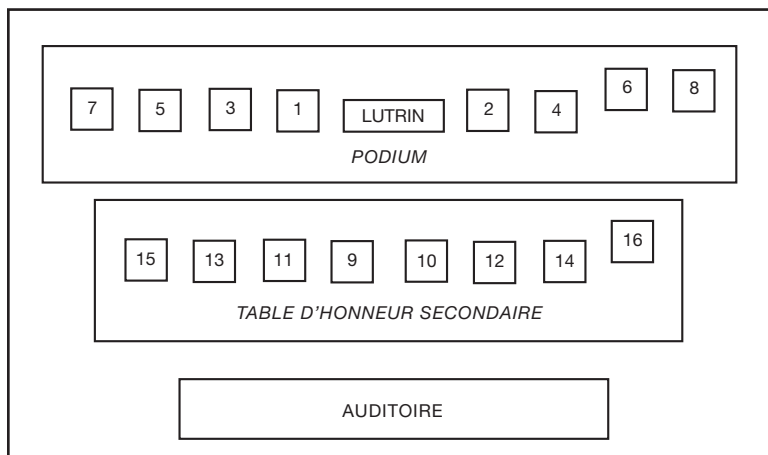 7 5 3 1 LUTRIN 2 4 6 8
PODIUM
15 13 11 9 10 12 14 16
TABLE D'HONNEUR SECONDAIRE
AUDITOIRE